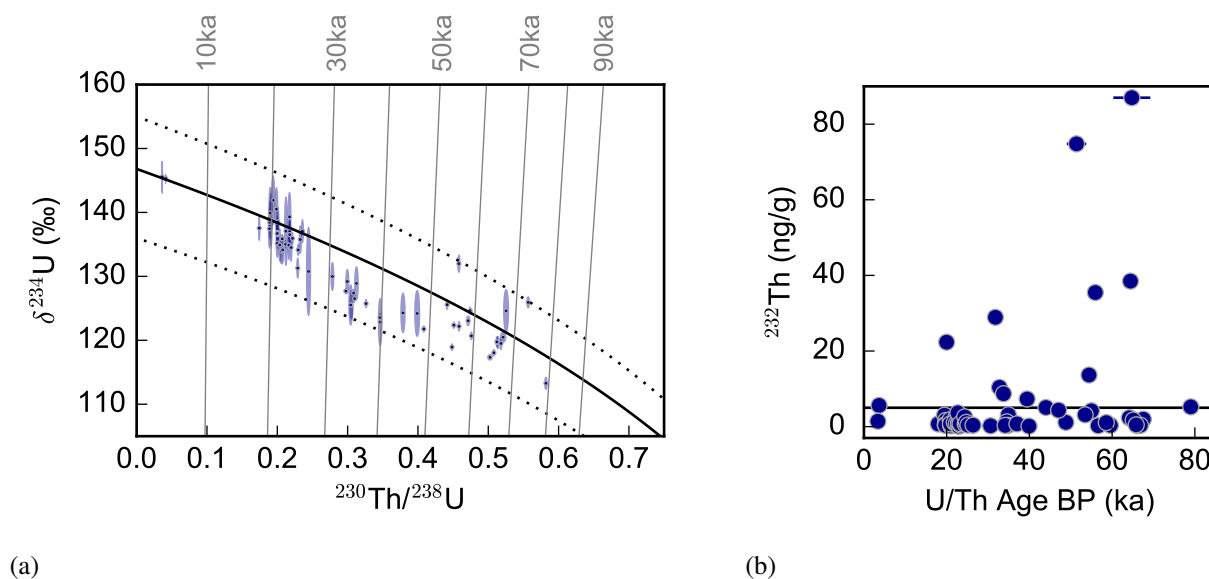 10ka
30ka
50ka
70ka
90ka
160
150
140
130
120
110
δ²³⁴U (‰)
0.0 0.1 0.2 0.3 0.4 0.5 0.6 0.7
²³⁰Th/²³⁸U
(a)
80
60
40
20
0
²³²Th (ng/g)
0 20 40 60 80
U/Th Age BP (ka)
(b)